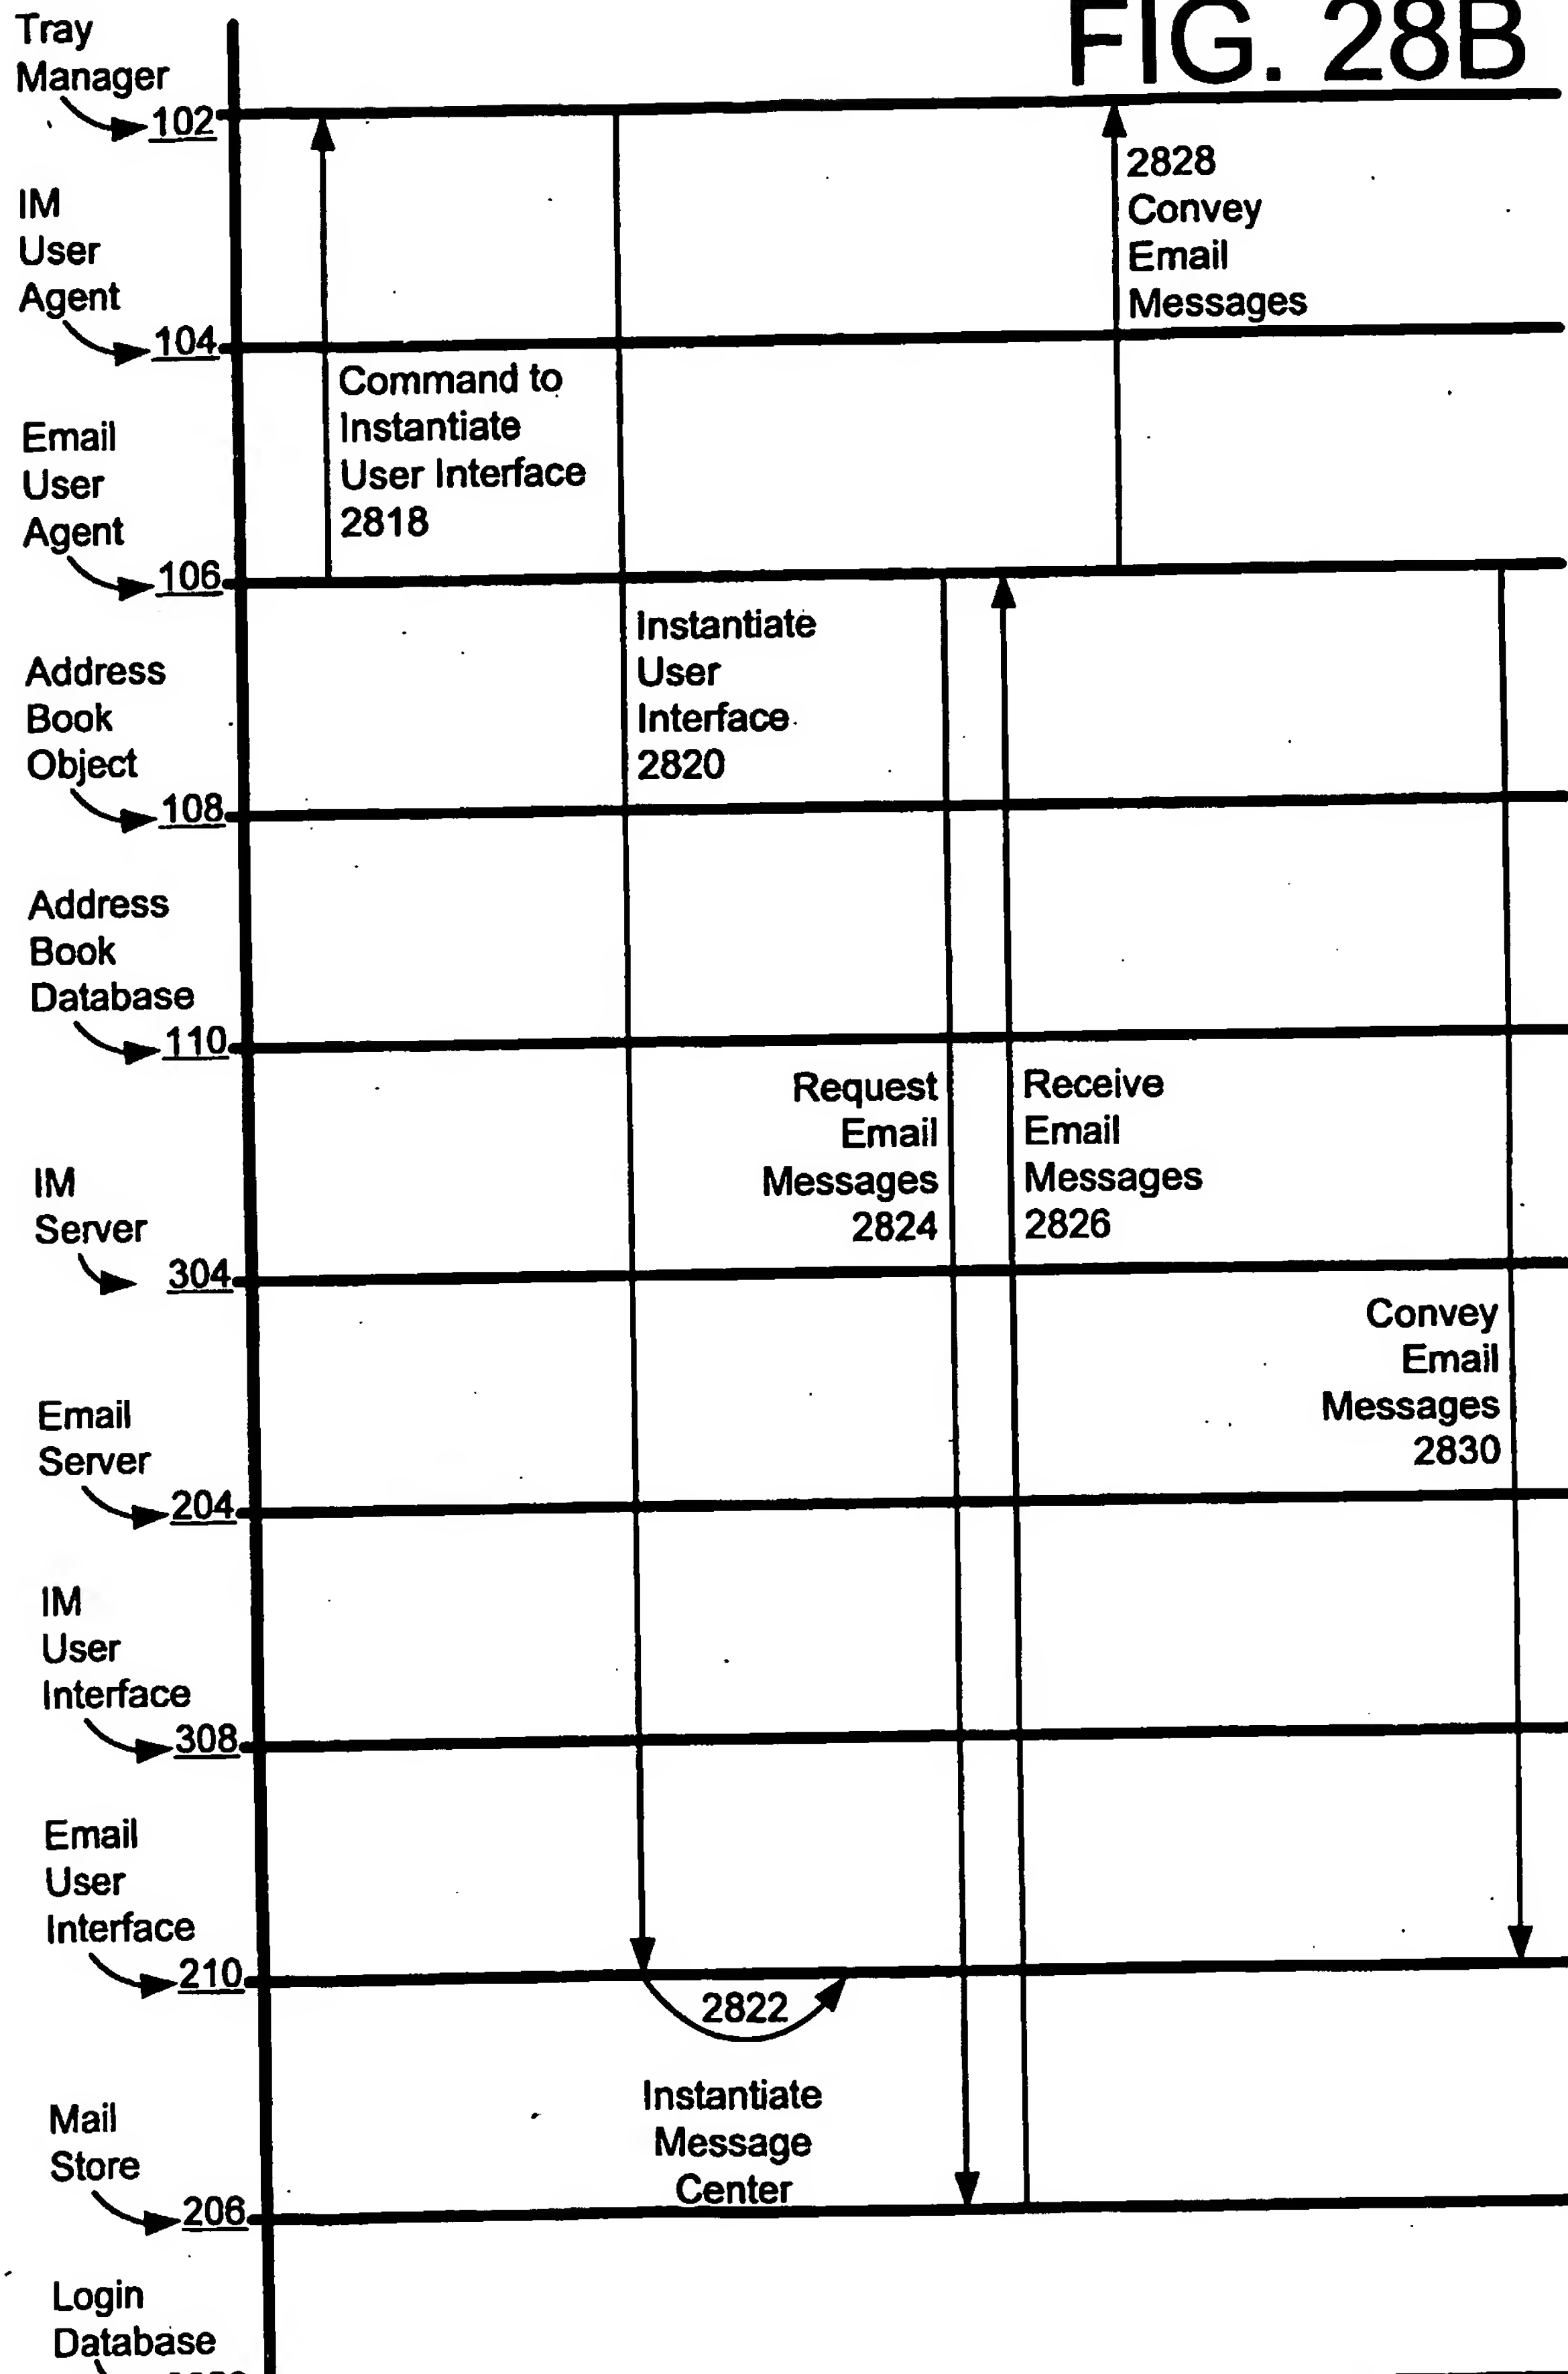 FIG. 28B
Tray
Manager
102
IM
User
Agent
104
Email
User
Agent
106
Address
Book
Object
108
Address
Book
Database
110
IM
Server
304
Email
Server
204
IM
User
Interface
308
Email
User
Interface
210
Mail
Store
206
Login
Database
Command to
Instantiate
User Interface
2818
Instantiate
User
Interface
2820
2822
Instantiate
Message
Center
Request
Email
Messages
2824
Receive
Email
Messages
2826
2828
Convey
Email
Messages
Convey
Email
Messages
2830